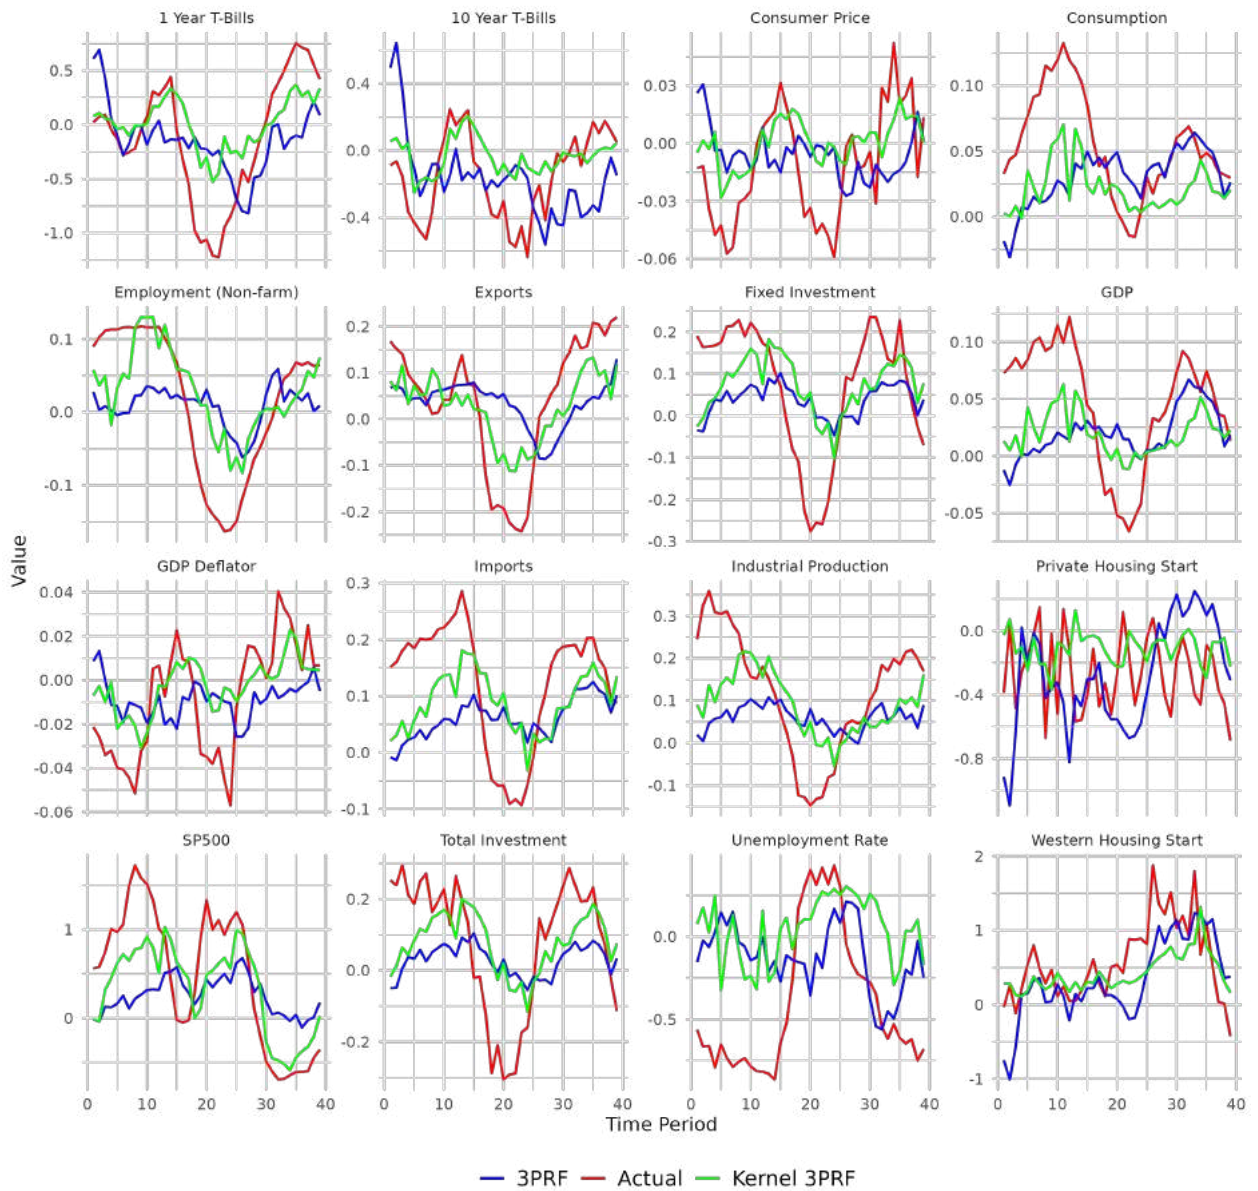 1 Year T-Bills 10 Year T-Bills Consumer Price Consumption
0.5 0.0 -0.5 -1.0
0.4 0.0 -0.4
0.03 0.00 -0.03 -0.06
0.10 0.05 0.00
Employment (Non-farm) Exports Fixed Investment GDP
0.1 0.0 -0.1
0.2 0.1 0.0 -0.1 -0.2
0.2 0.1 0.0 -0.1 -0.2 -0.3
0.10 0.05 0.00 -0.05
Value
GDP Deflator Imports Industrial Production Private Housing Start
0.04 0.02 0.00 -0.02 -0.04 -0.06
0.3 0.2 0.1 0.0 -0.1
0.3 0.2 0.1 0.0 -0.1
0.0 -0.4 -0.8
SP500 Total Investment Unemployment Rate Western Housing Start
1 0
0.2 0.0 -0.2
0.0 -0.5
2 1 0 -1
0 10 20 30 40 0 10 20 30 40 0 10 20 30 40 0 10 20 30 40
Time Period
3PRF Actual Kernel 3PRF